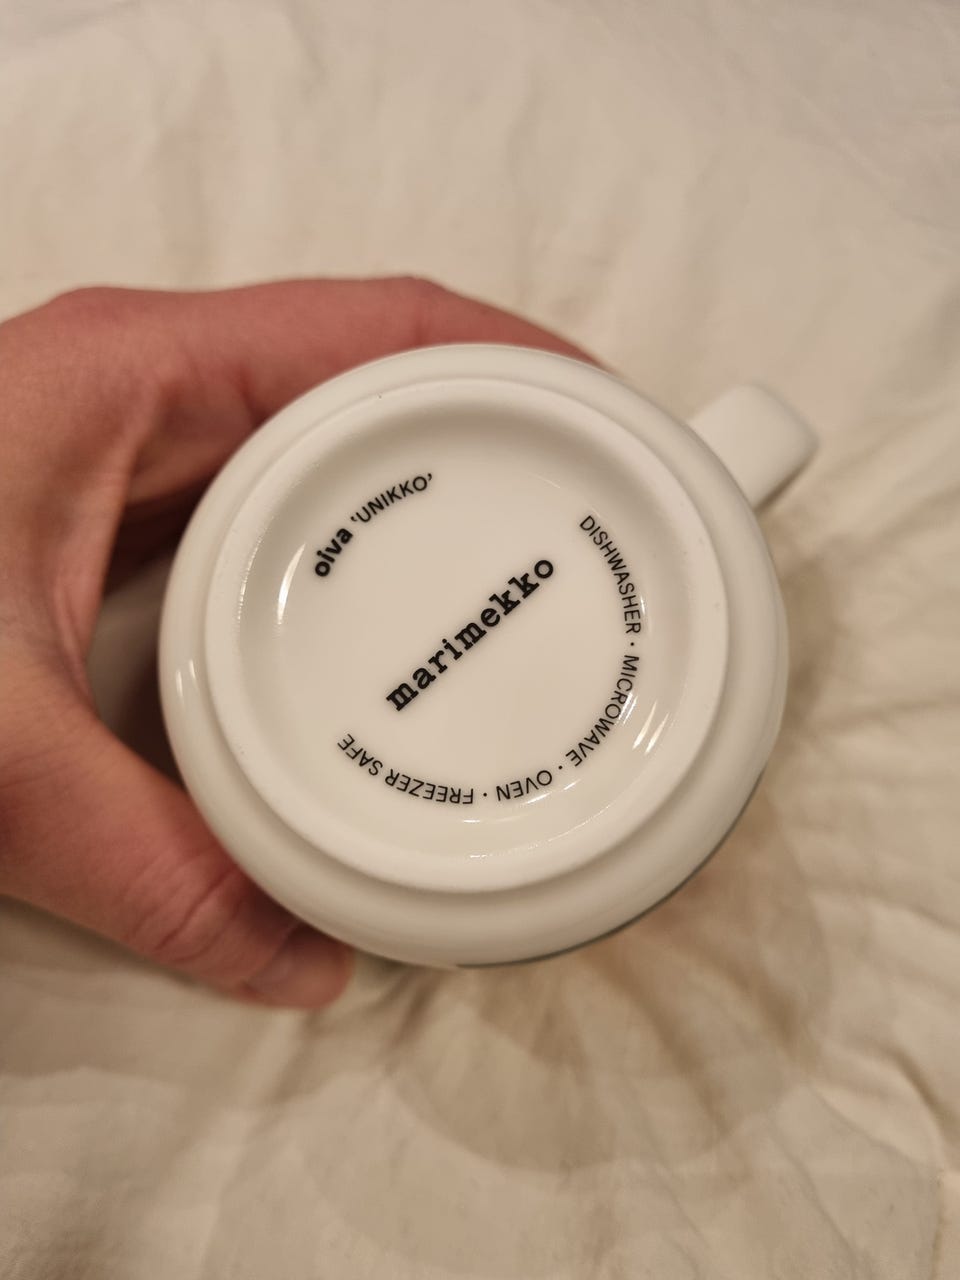 oiva ‘UNIKKO’
marimekko
DISHWASHER · MICROWAVE · OVEN · FREEZER SAFE